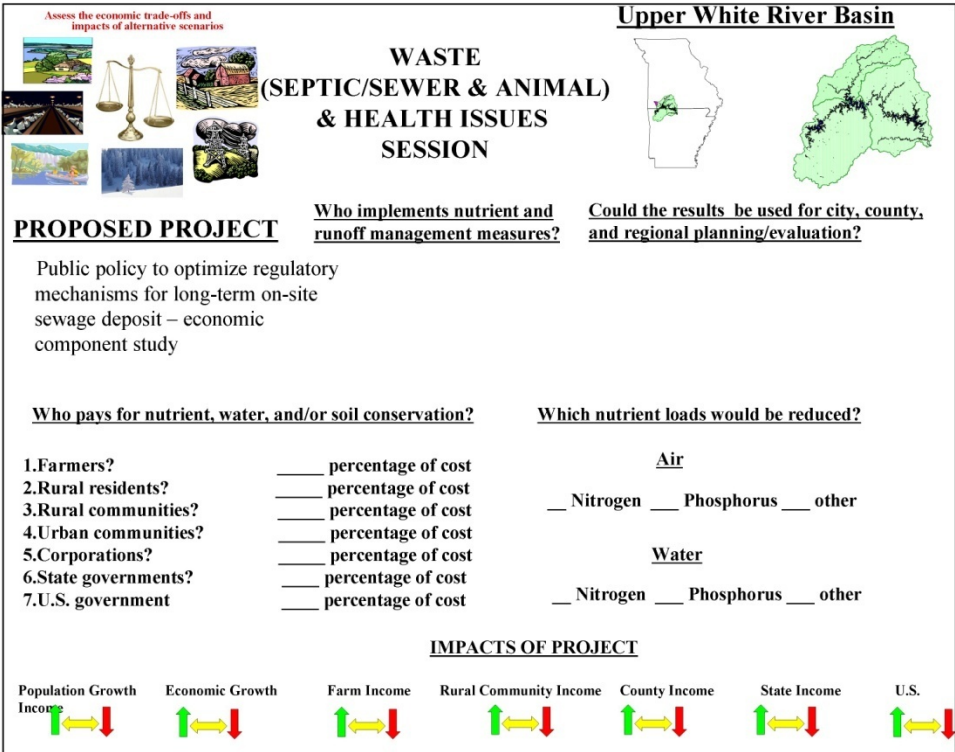 Assess the economic trade-offs and
impacts of alternative scenarios
WASTE
(SEPTIC/SEWER & ANIMAL)
& HEALTH ISSUES
SESSION
Upper White River Basin
PROPOSED PROJECT
Public policy to optimize regulatory
mechanisms for long-term on-site
sewage deposit – economic
component study
Who implements nutrient and
runoff management measures?
Could the results be used for city, county,
and regional planning/evaluation?
Who pays for nutrient, water, and/or soil conservation?
1.Farmers? _____ percentage of cost
2.Rural residents? _____ percentage of cost
3.Rural communities? _____ percentage of cost
4.Urban communities? _____ percentage of cost
5.Corporations? _____ percentage of cost
6.State governments? ____ percentage of cost
7.U.S. government ____ percentage of cost
Which nutrient loads would be reduced?
Air
__ Nitrogen ___ Phosphorus ___ other
Water
__ Nitrogen ___ Phosphorus ___ other
IMPACTS OF PROJECT
Population Growth Economic Growth Farm Income Rural Community Income County Income State Income U.S.
Income